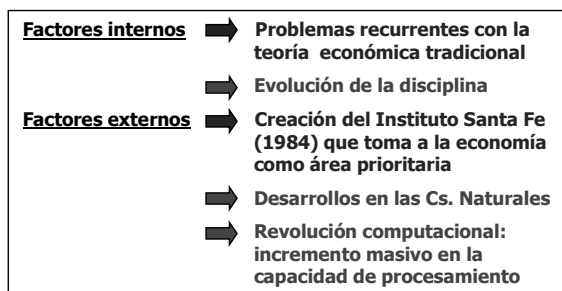 Factores internos Problemas recurrentes con la
teoría económica tradicional
Evolución de la disciplina
Factores externos Creación del Instituto Santa Fe
(1984) que toma a la economía
como área prioritaria
Desarrollos en las Cs. Naturales
Revolución computacional:
incremento masivo en la
capacidad de procesamiento